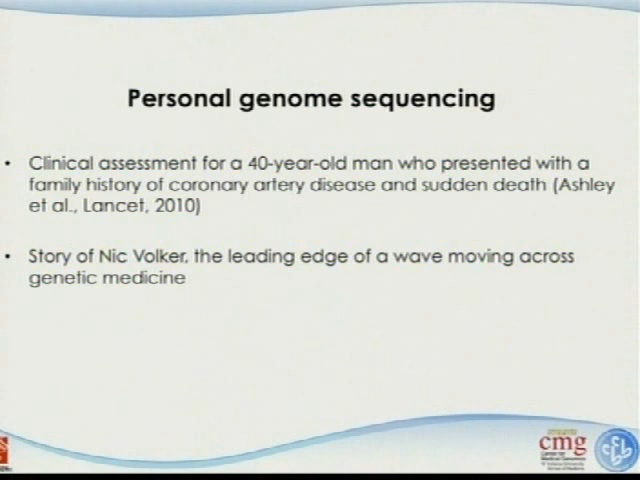 Personal genome sequencing
• Clinical assessment for a 40-year-old man who presented with a
family history of coronary artery disease and sudden death (Ashley
et al., Lancet, 2010)
• Story of Nic Volker, the leading edge of a wave moving across
genetic medicine
cmg